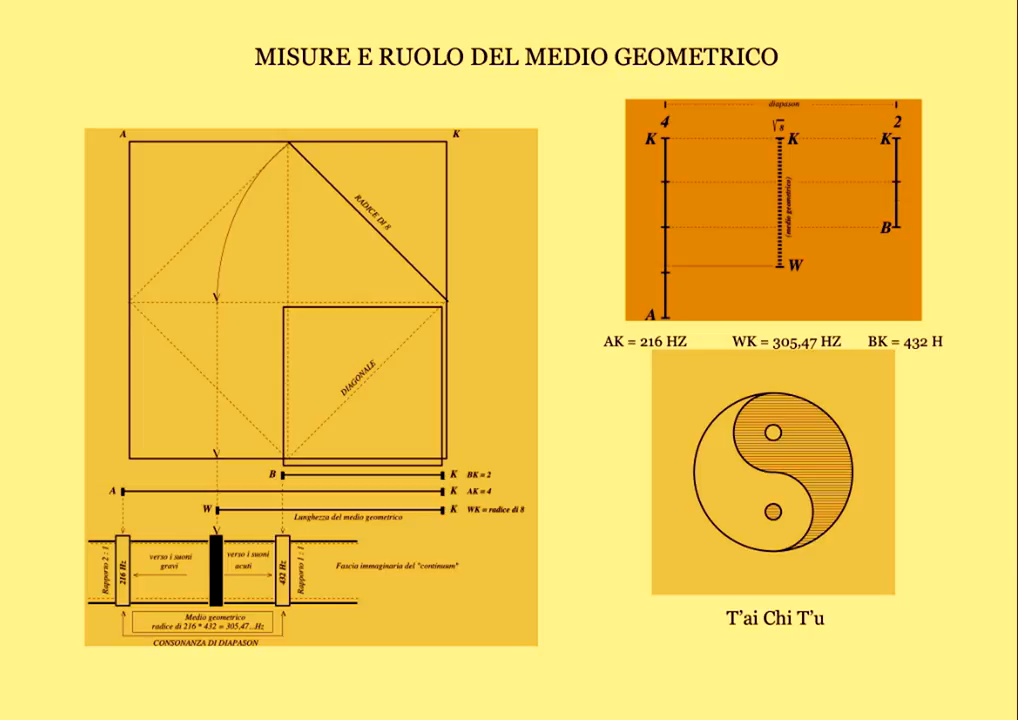 MISURE E RUOLO DEL MEDIO GEOMETRICO
A
K
RADICE DI 8
DIAGONALE
B
K BK = 2
A
K AK = 4
W
K WK = radice di 8
Lunghezza del medio geometrico
Rapporto 2 : 1
216 Hz
verso i suoni
gravi
verso i suoni
acuti
432 Hz
Rapporto 1 : 1
Fascia immaginaria del "continuum"
Medio geometrico
radice di 216 * 432 = 305,47...Hz
CONSONANZA DI DIAPASON
diapason
4
√8
2
K
K
K
(medio geometrico)
B
W
A
AK = 216 HZ
WK = 305,47 HZ
BK = 432 H
T'ai Chi T'u